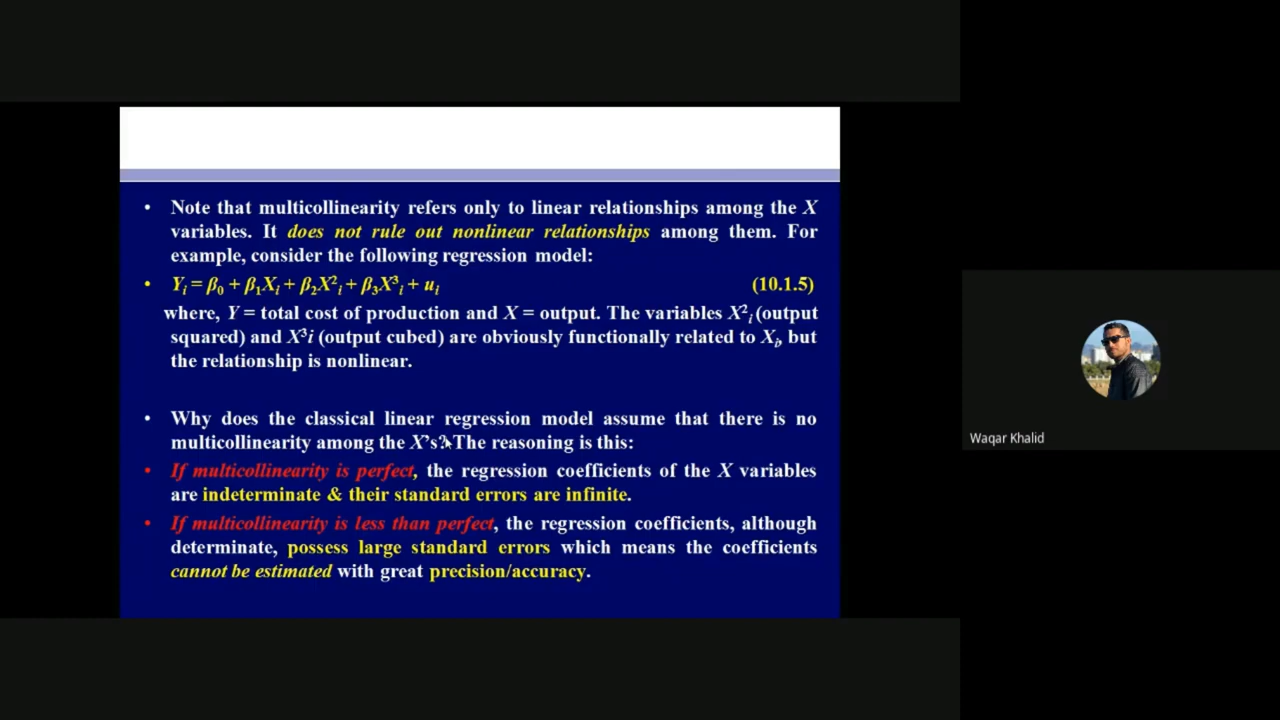 • Note that multicollinearity refers only to linear relationships among the X
variables. It does not rule out nonlinear relationships among them. For
example, consider the following regression model:
• Yᵢ = β₀ + β₁Xᵢ + β₂X²ᵢ + β₃X³ᵢ + uᵢ (10.1.5)
where, Y = total cost of production and X = output. The variables X²ᵢ (output
squared) and X³i (output cubed) are obviously functionally related to Xᵢ, but
the relationship is nonlinear.
• Why does the classical linear regression model assume that there is no
multicollinearity among the X's? The reasoning is this:
• If multicollinearity is perfect, the regression coefficients of the X variables
are indeterminate & their standard errors are infinite.
• If multicollinearity is less than perfect, the regression coefficients, although
determinate, possess large standard errors which means the coefficients
cannot be estimated with great precision/accuracy.
Waqar Khalid